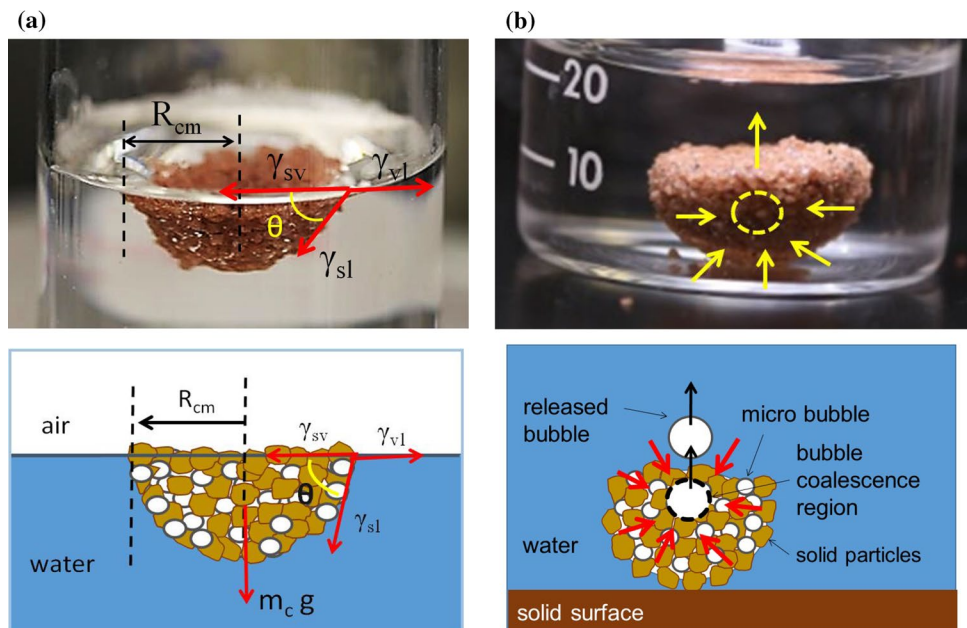 (a)
R_cm
γ_sv
γ_vl
θ
γ_sl
(b)
20
10
R_cm
air
γ_sv
γ_vl
θ
γ_sl
water
m_c g
released
bubble
micro bubble
bubble
coalescence
region
water
solid particles
solid surface